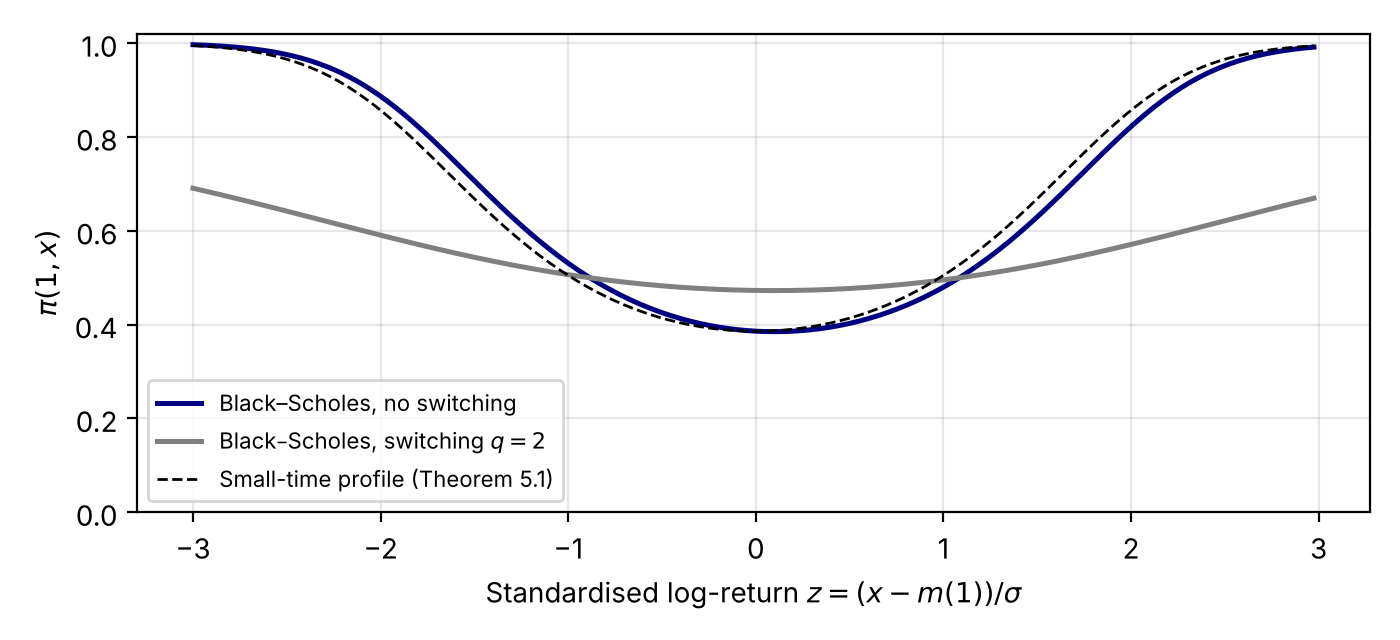 1.0
0.8
0.6
0.4
0.2
0.0
π(1, x)
Black–Scholes, no switching
Black–Scholes, switching q = 2
Small-time profile (Theorem 5.1)
−3 −2 −1 0 1 2 3
Standardised log-return z = (x − m(1))/σ